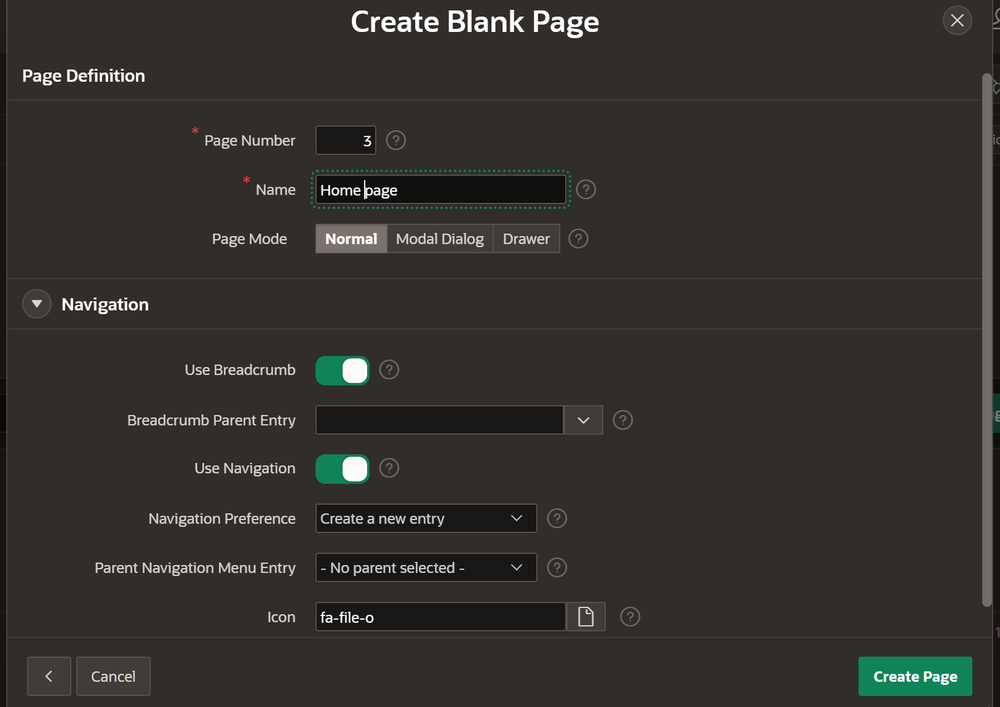 Create Blank Page
Page Definition
* Page Number 3 ?
* Name Home page ?
Page Mode Normal Modal Dialog Drawer ?
Navigation
Use Breadcrumb ?
Breadcrumb Parent Entry ?
Use Navigation ?
Navigation Preference Create a new entry ?
Parent Navigation Menu Entry - No parent selected - ?
Icon fa-file-o ?
Cancel Create Page